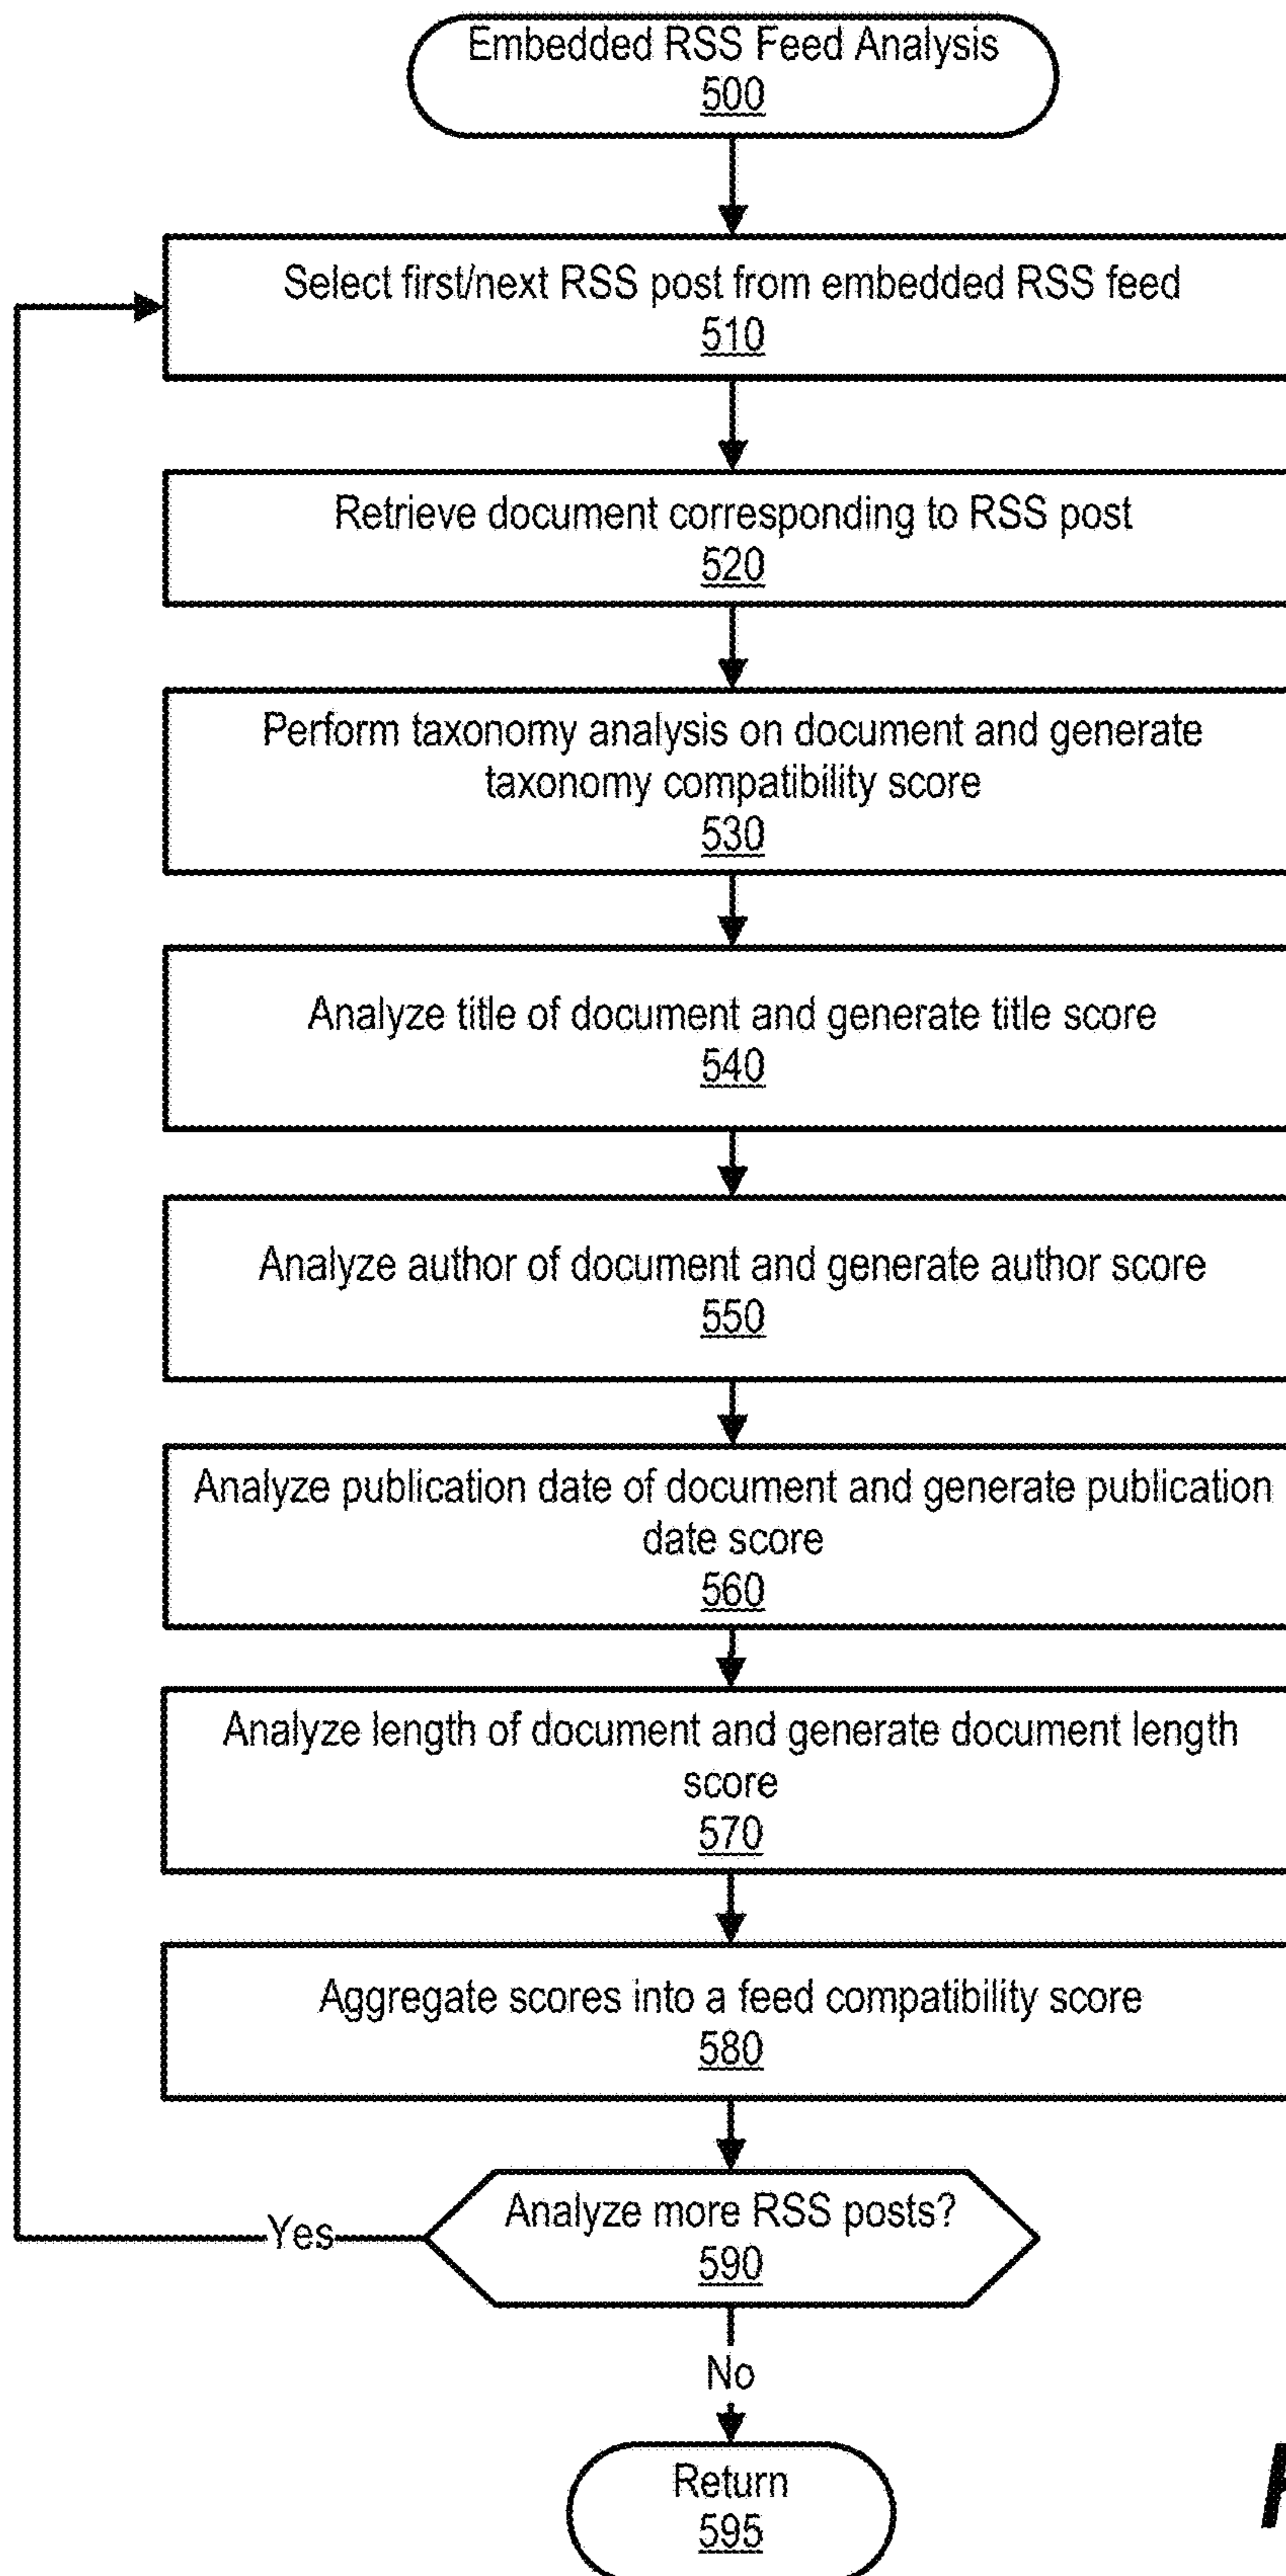 Embedded RSS Feed Analysis
500
Select first/next RSS post from embedded RSS feed
510
Retrieve document corresponding to RSS post
520
Perform taxonomy analysis on document and generate
taxonomy compatibility score
530
Analyze title of document and generate title score
540
Analyze author of document and generate author score
550
Analyze publication date of document and generate publication
date score
560
Analyze length of document and generate document length
score
570
Aggregate scores into a feed compatibility score
580
Analyze more RSS posts?
590
Yes
No
Return
595